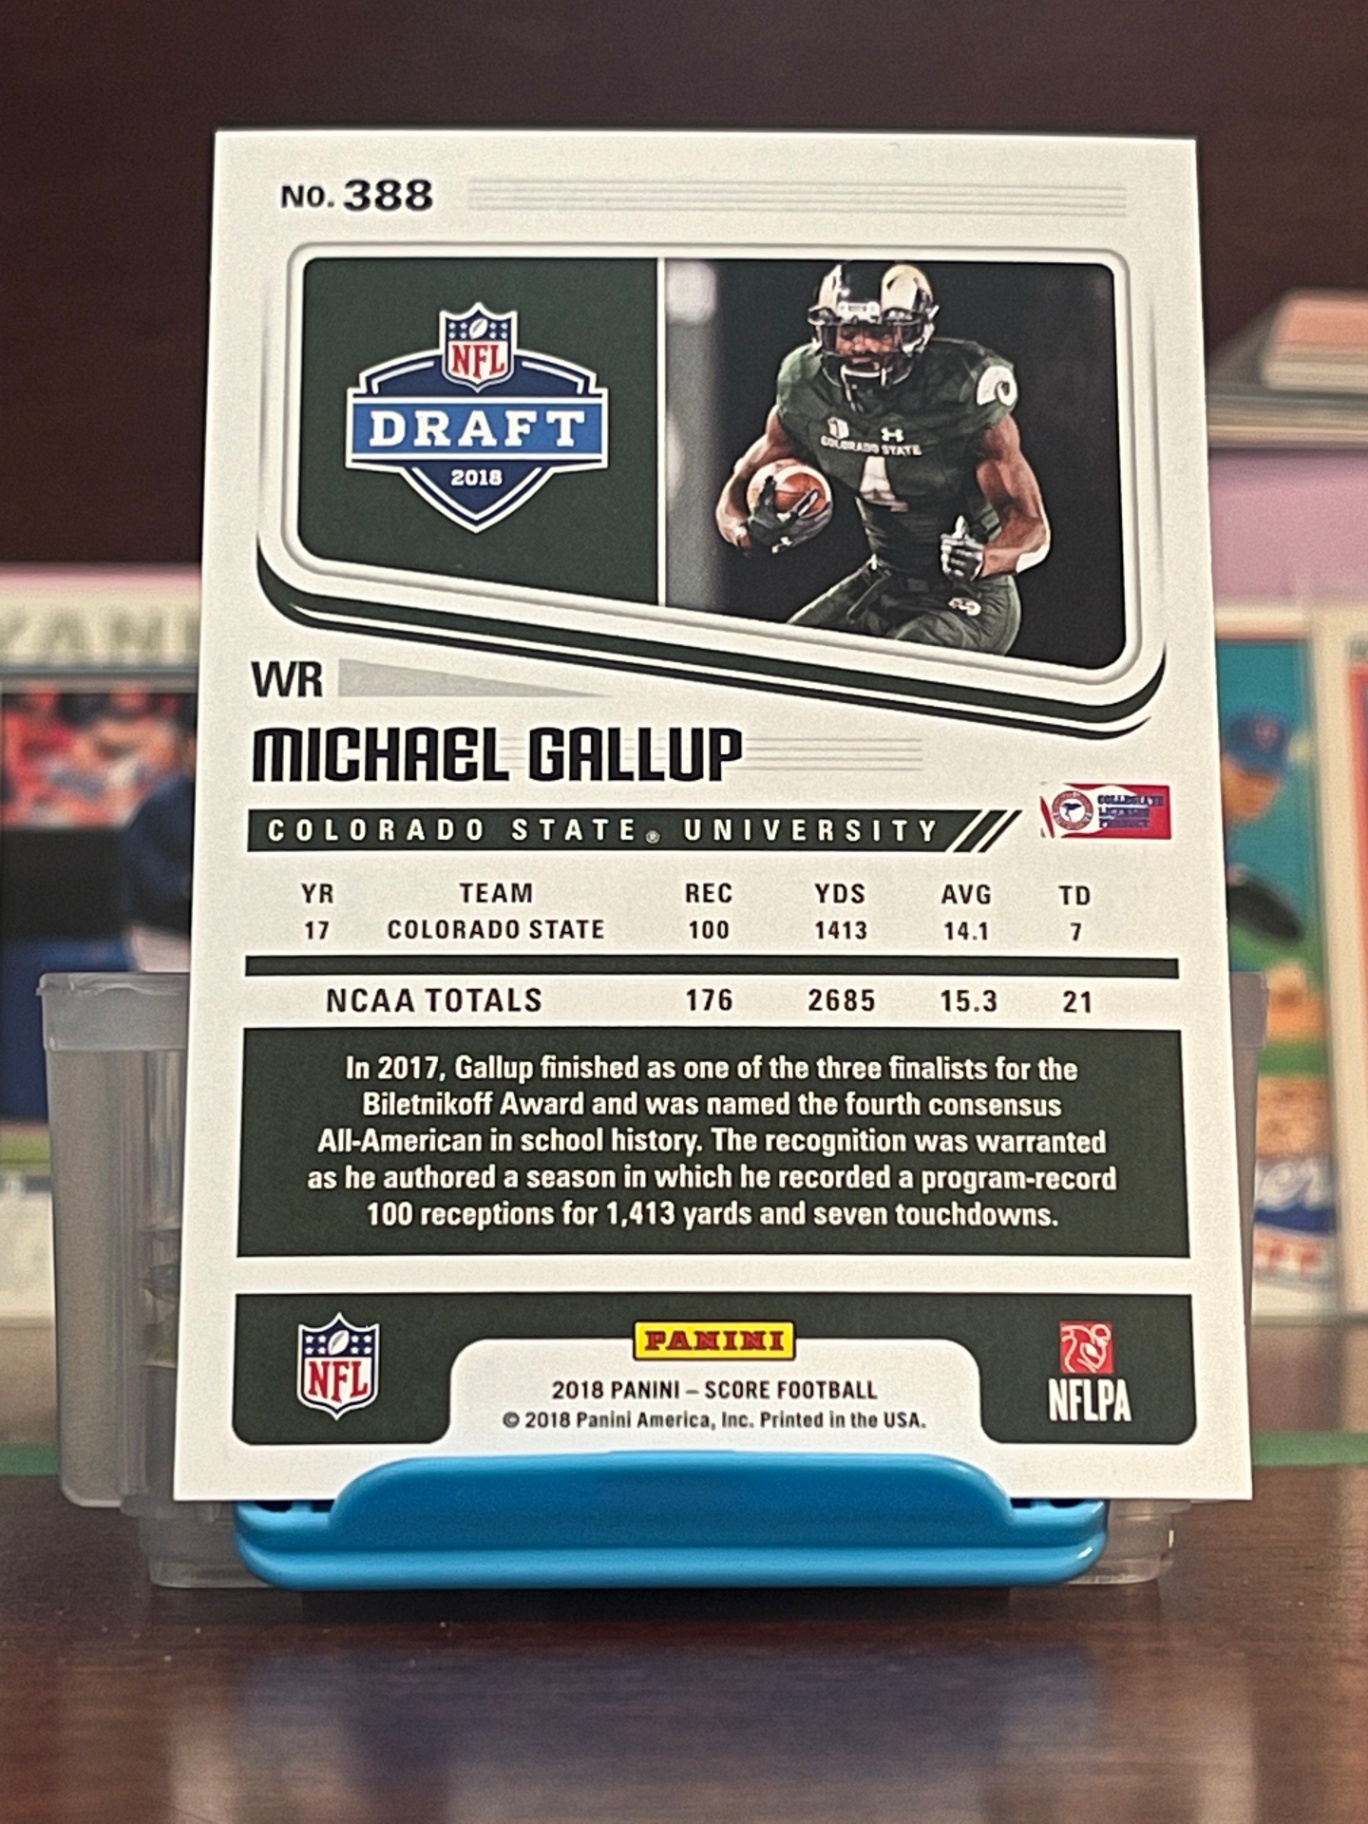 No. 388
NFL
DRAFT
2018
COLORADO STATE
4
WR
MICHAEL GALLUP
COLORADO STATE® UNIVERSITY
COLLEGIATE
LICENSED
PRODUCT
YR TEAM REC YDS AVG TD
17 COLORADO STATE 100 1413 14.1 7
NCAA TOTALS 176 2685 15.3 21
In 2017, Gallup finished as one of the three finalists for the
Biletnikoff Award and was named the fourth consensus
All-American in school history. The recognition was warranted
as he authored a season in which he recorded a program-record
100 receptions for 1,413 yards and seven touchdowns.
NFL
PANINI
2018 PANINI – SCORE FOOTBALL
© 2018 Panini America, Inc. Printed in the USA.
NFLPA